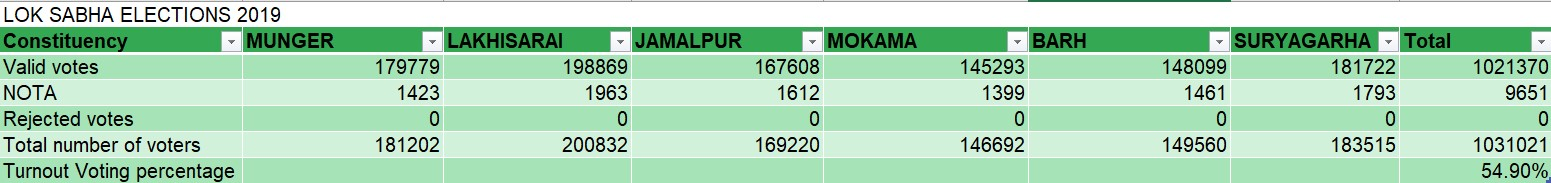 LOK SABHA ELECTIONS 2019
Constituency MUNGER LAKHISARAI JAMALPUR MOKAMA BARH SURYAGARHA Total
Valid votes 179779 198869 167608 145293 148099 181722 1021370
NOTA 1423 1963 1612 1399 1461 1793 9651
Rejected votes 0 0 0 0 0 0 0
Total number of voters 181202 200832 169220 146692 149560 183515 1031021
Turnout Voting percentage 54.90%